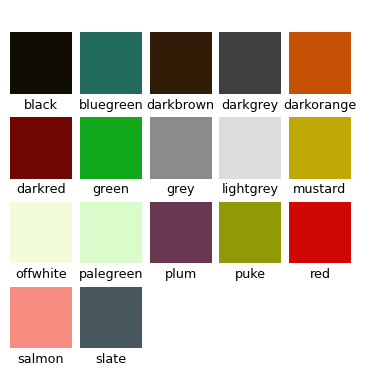 black bluegreen darkbrown darkgrey darkorange
darkred green grey lightgrey mustard
offwhite palegreen plum puke red
salmon slate